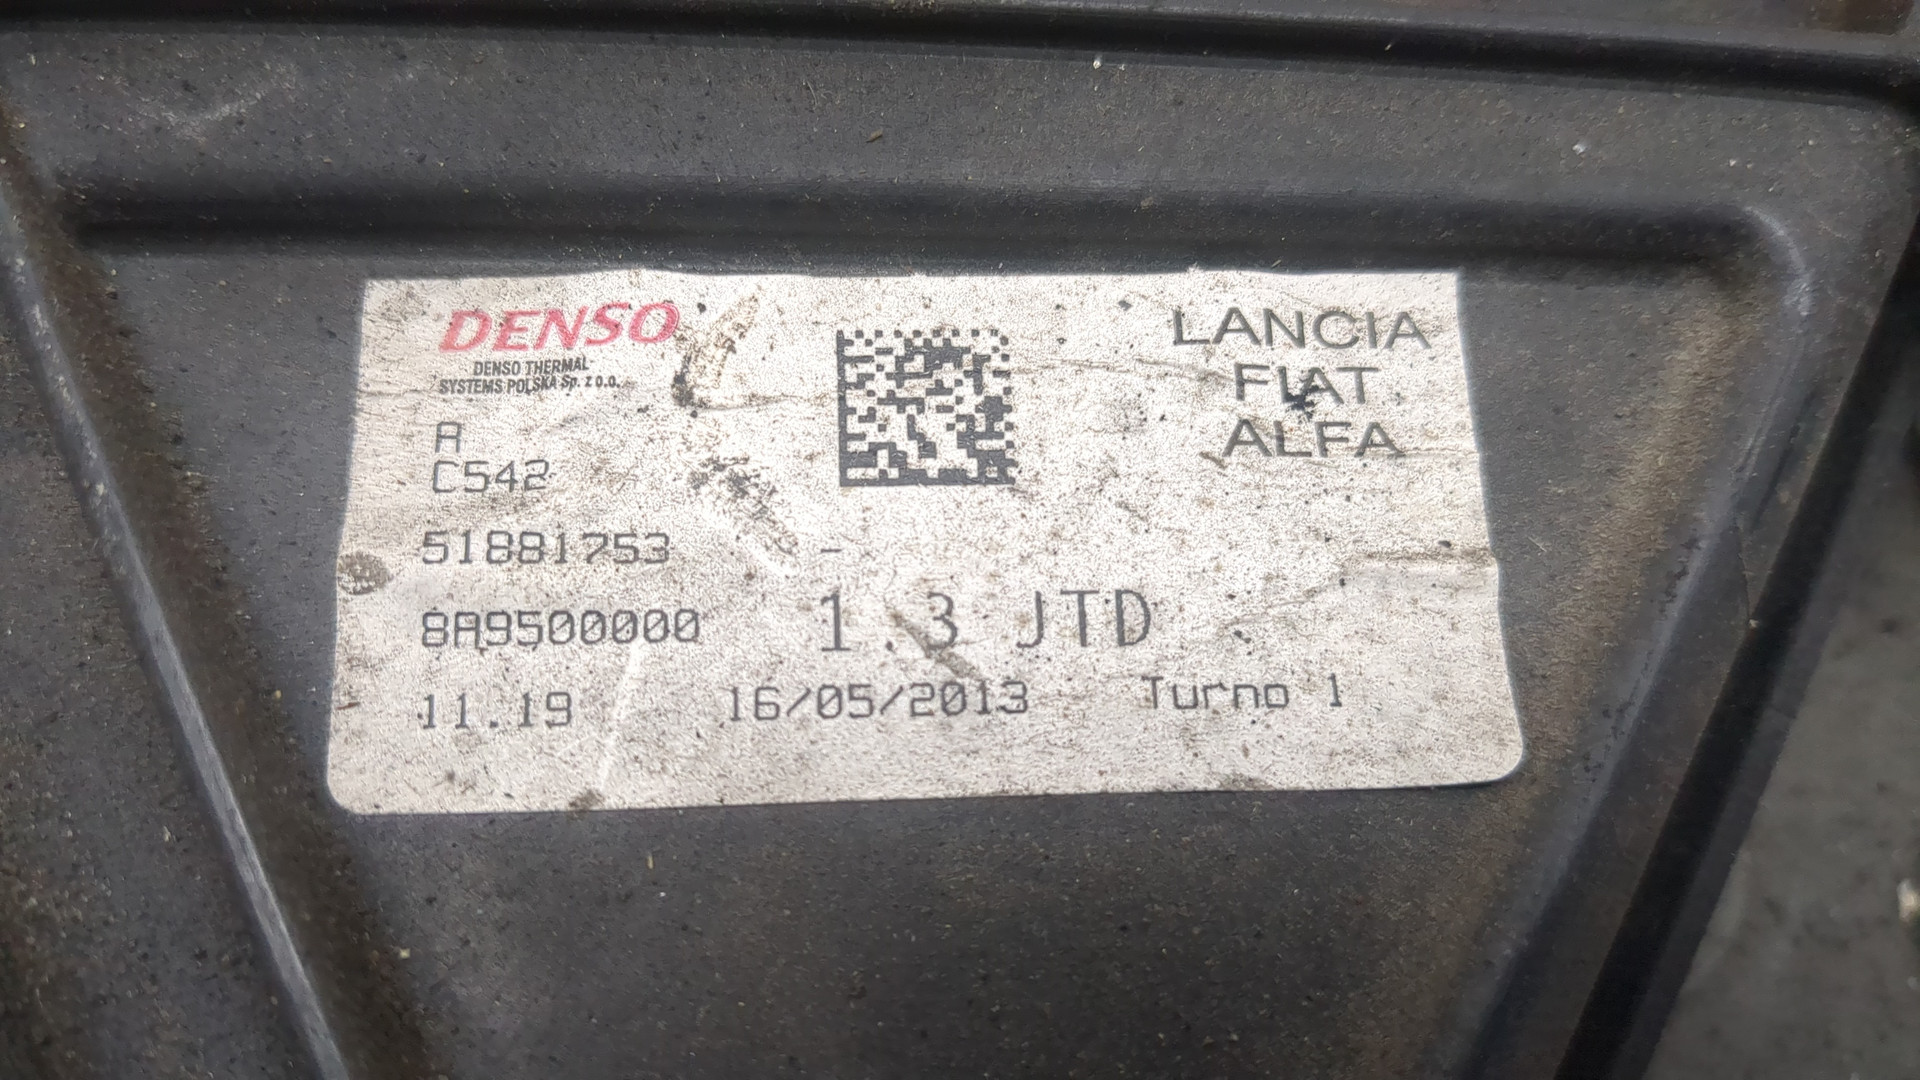 DENSO
DENSO THERMAL
SYSTEMS POLSKA Sp. z o.o.
A
C542
51881753 -
8A9500000
1.3 JTD
11.19 16/05/2013 Turno 1
LANCIA
FIAT
ALFA